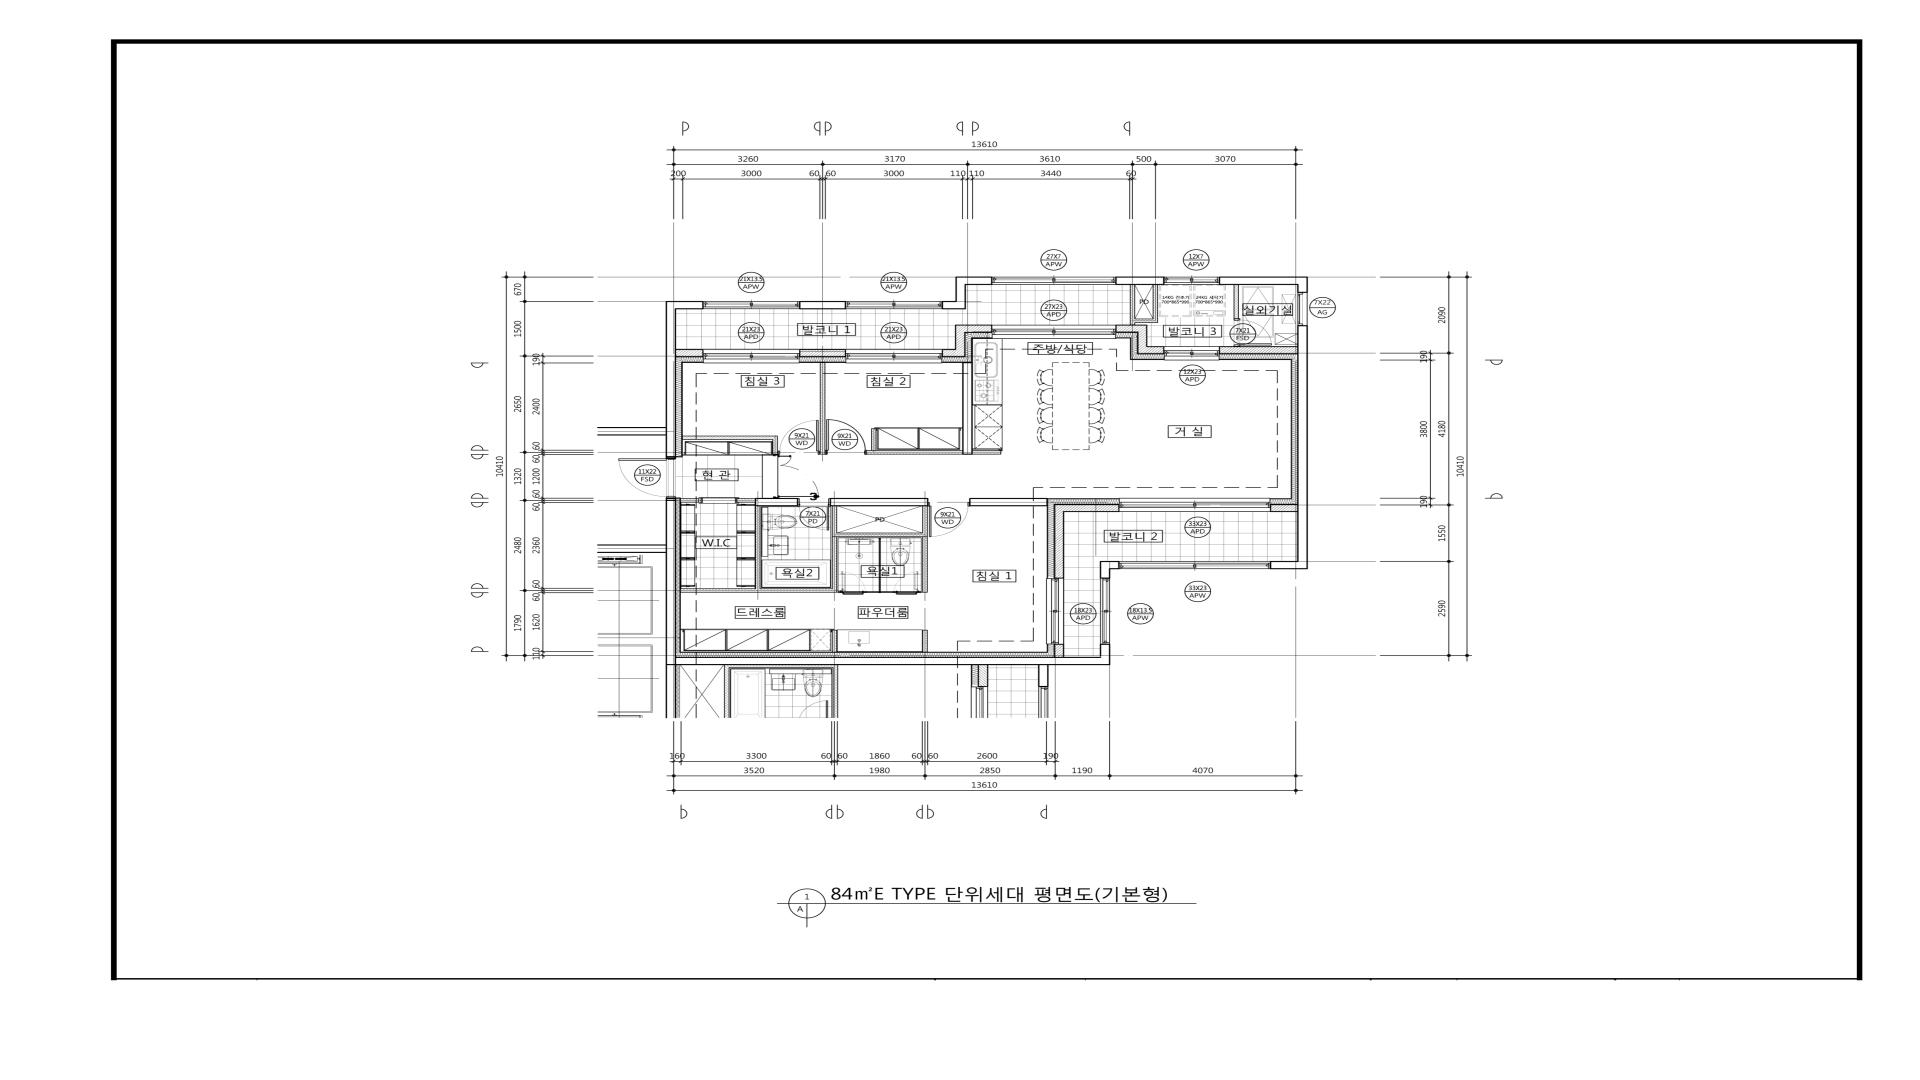 13610
3260 3170 3610 500 3070
200 3000 60 60 3000 110 110 3440 60
27X7 APW
12X7 APW
21X13.5 APW
21X13.5 APW
7X22 AG
27X23 APD
PD
실외기실
발코니 1
21X23 APD
21X23 APD
발코니 3
7X21 FSD
주방/식당
침실 3
침실 2
12X23 APD
거 실
9X21 WD
9X21 WD
11X22 FSD
현 관
7X21 PD
PD
9X21 WD
33X23 APD
발코니 2
W.I.C
욕실2
욕실1
침실 1
33X23 APW
드레스룸
파우더룸
18X23 APD
18X13.5 APW
10410
670 1500 2650 1320 2480 1790
190 2400 60 60 1200 60 60 2360 60 60 1620 110
2090 4180 1550 2590
190 3800 190
10410
160 3300 60 60 1860 60 60 2600 190
3520 1980 2850 1190 4070
13610
1
A
84㎡E TYPE 단위세대 평면도(기본형)